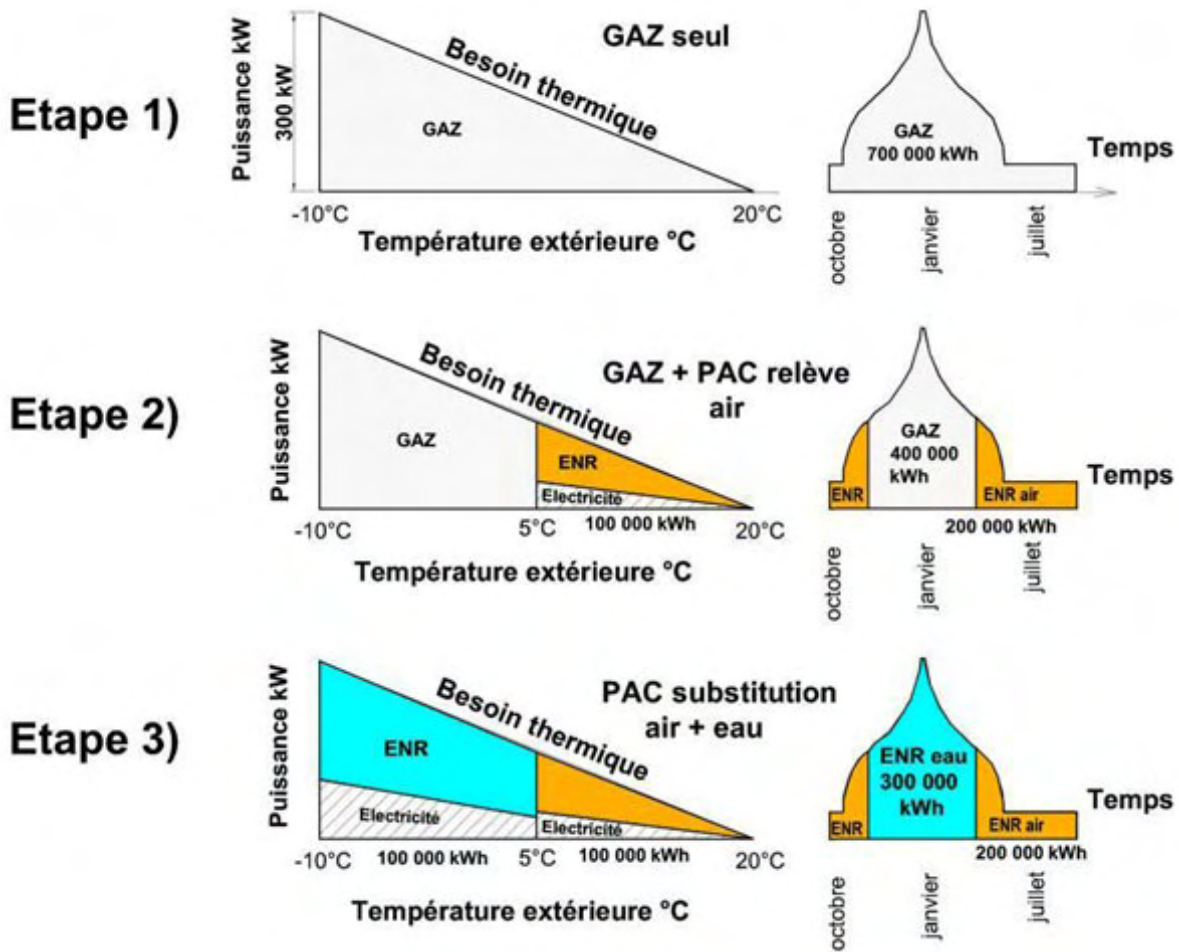 Etape 1)
Puissance kW
300 kW
GAZ seul
Besoin thermique
GAZ
-10°C
20°C
Température extérieure °C
GAZ
700 000 kWh
Temps
octobre
janvier
juillet
Etape 2)
Puissance kW
GAZ + PAC relève
air
Besoin thermique
GAZ
ENR
Electricité
-10°C
5°C
100 000 kWh
20°C
Température extérieure °C
GAZ
400 000
kWh
ENR
ENR air
200 000 kWh
Temps
octobre
janvier
juillet
Etape 3)
Puissance kW
PAC substitution
air + eau
Besoin thermique
ENR
Electricité
Electricité
-10°C
100 000 kWh
5°C
100 000 kWh
20°C
Température extérieure °C
ENR eau
300 000
kWh
ENR
ENR air
200 000 kWh
Temps
octobre
janvier
juillet